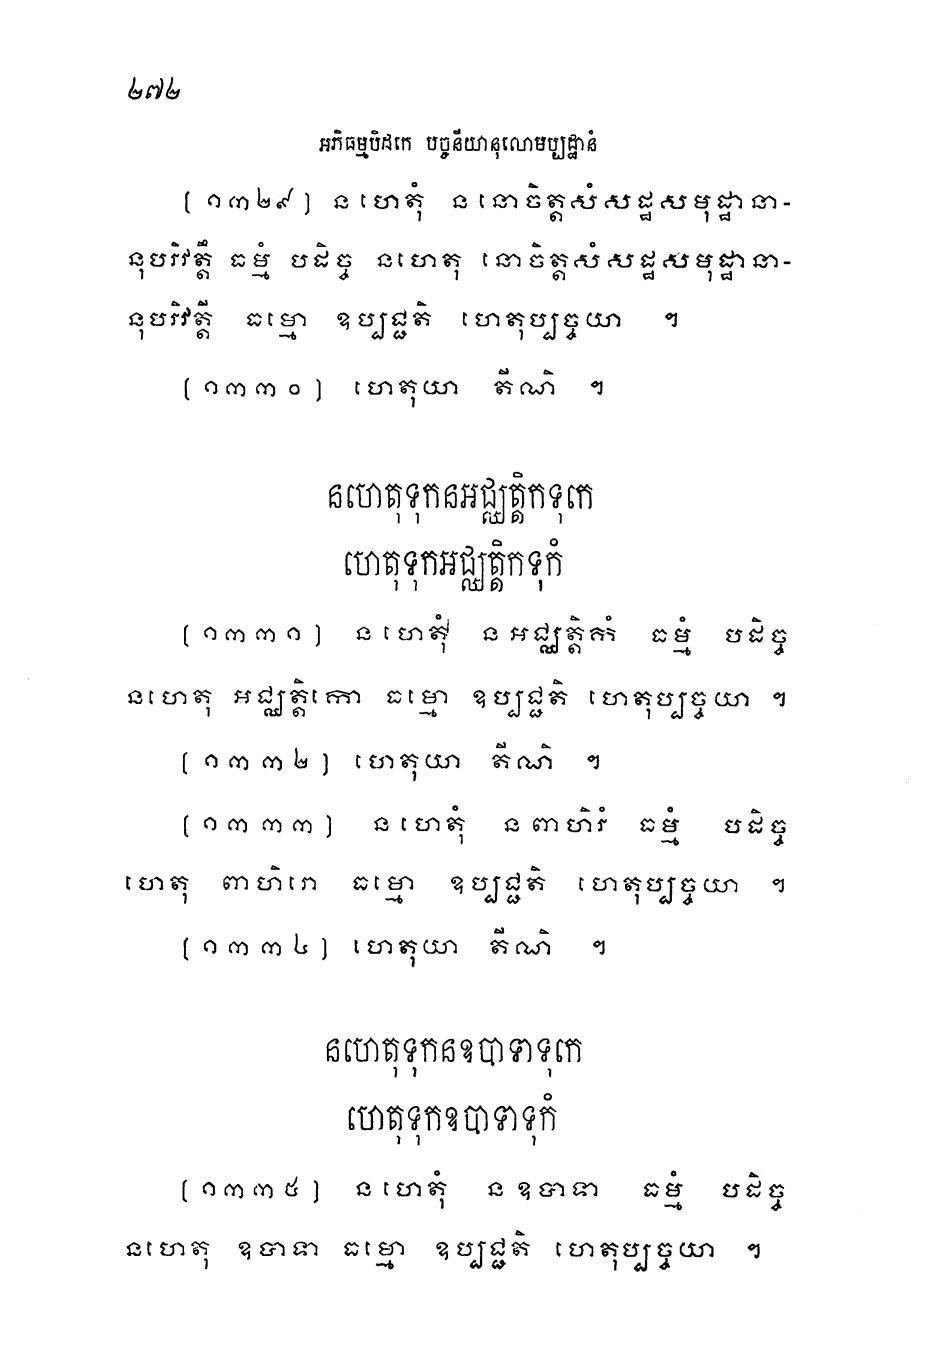 ២៧២
អភិធម្មបិដកេ បច្ចនីយានុលោមប្បដ្ឋានំ
[១៣២៩] ន ហេតុំ ន នោចិត្តសំសដ្ឋសមុដ្ឋានា-
នុបរិវត្តឹ ធម្មំ បដិច្ច នហេតុ នោចិត្តសំសដ្ឋសមុដ្ឋានា-
នុបរិវត្តី ធម្មោ ឧប្បជ្ជតិ ហេតុប្បច្ចយា ។
[១៣៣០] ហេតុយា តីណិ ។
នហេតុទុកនអជ្ឈត្តិកទុកេ
ហេតុទុកអជ្ឈត្តិកទុកំ
[១៣៣១] ន ហេតុំ ន អជ្ឈត្តិកំ ធម្មំ បដិច្ច
នហេតុ អជ្ឈត្តិកោ ធម្មោ ឧប្បជ្ជតិ ហេតុប្បច្ចយា ។
[១៣៣២] ហេតុយា តីណិ ។
[១៣៣៣] ន ហេតុំ ន ពាហិរំ ធម្មំ បដិច្ច
ហេតុ ពាហិរោ ធម្មោ ឧប្បជ្ជតិ ហេតុប្បច្ចយា ។
[១៣៣៤] ហេតុយា តីណិ ។
នហេតុទុកនឧបាទាទុកេ
ហេតុទុកឧបាទាទុកំ
[១៣៣៥] ន ហេតុំ ន ឧបាទា ធម្មំ បដិច្ច
នហេតុ ឧបាទា ធម្មោ ឧប្បជ្ជតិ ហេតុប្បច្ចយា ។